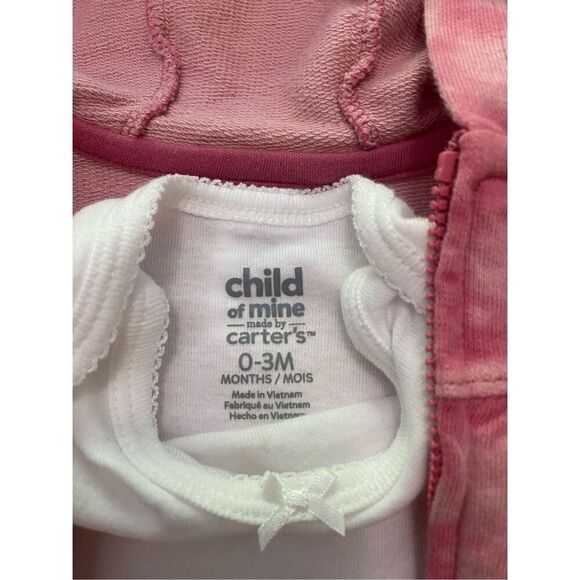 child
of mine
made by
carter's™
0-3M
MONTHS / MOIS
Made in Vietnam
Fabriqué au Vietnam
Hecho en Vietnam